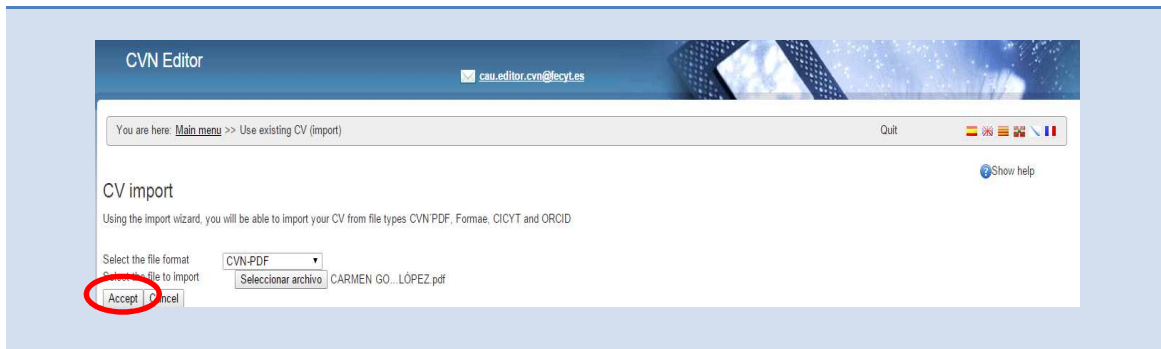 CVN Editor
cau.editor.cvn@fecyt.es
You are here: Main menu >> Use existing CV (import)
Quit
Show help
CV import
Using the import wizard, you will be able to import your CV from file types CVN'PDF, Formae, CICYT and ORCID
Select the file format CVN-PDF
Select the file to import Seleccionar archivo CARMEN GO...LÓPEZ.pdf
Accept Cancel